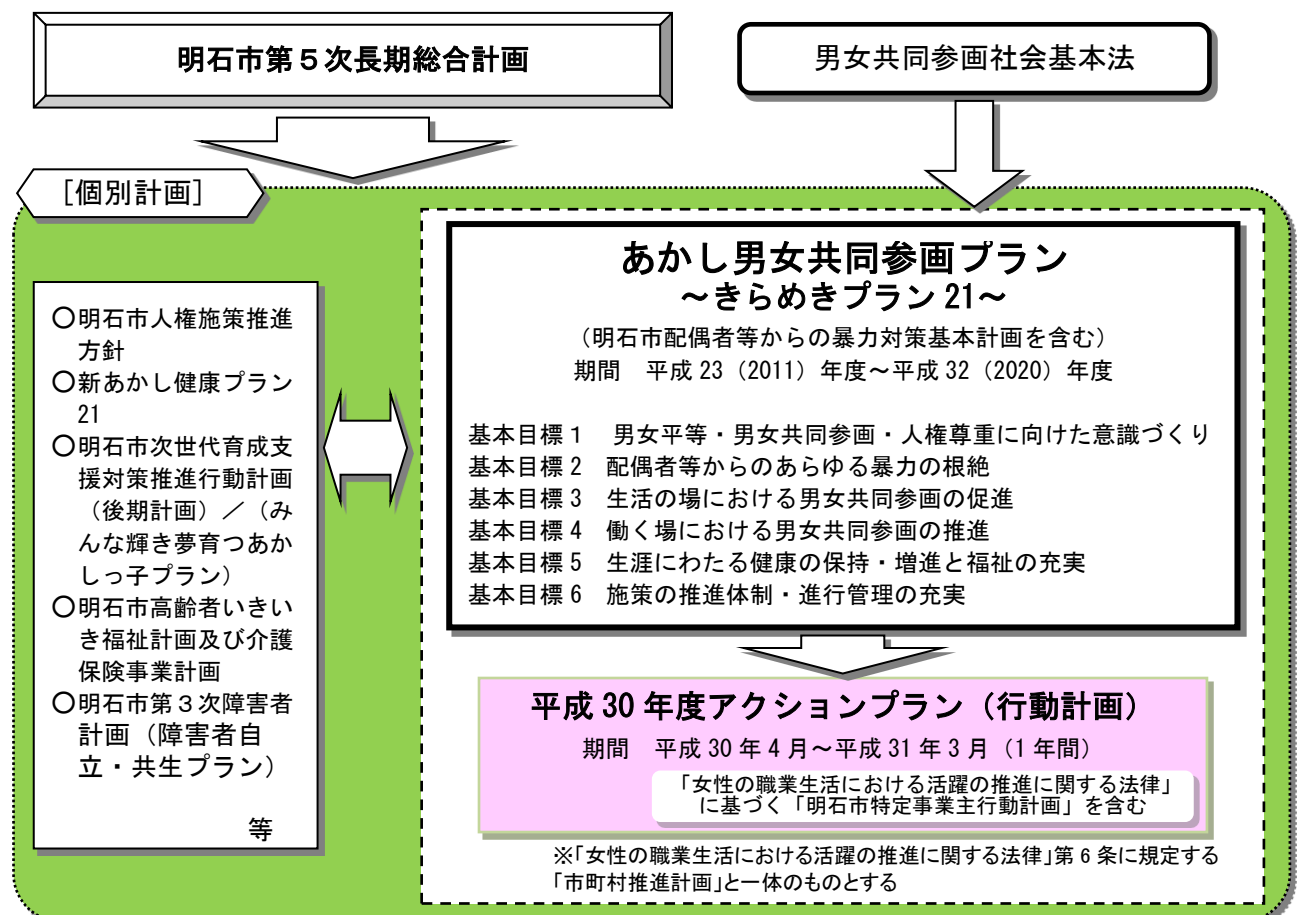 明石市第５次長期総合計画
男女共同参画社会基本法
［個別計画］
○明石市人権施策推進
方針
○新あかし健康プラン
21
○明石市次世代育成支
援対策推進行動計画
（後期計画）／（み
んな輝き夢育つあか
しっ子プラン）
○明石市高齢者いきい
き福祉計画及び介護
保険事業計画
○明石市第３次障害者
計画（障害者自
立・共生プラン）
等
あかし男女共同参画プラン
～きらめきプラン 21～
（明石市配偶者等からの暴力対策基本計画を含む）
期間　平成 23（2011）年度～平成 32（2020）年度
基本目標１　男女平等・男女共同参画・人権尊重に向けた意識づくり
基本目標２　配偶者等からのあらゆる暴力の根絶
基本目標３　生活の場における男女共同参画の促進
基本目標４　働く場における男女共同参画の推進
基本目標５　生涯にわたる健康の保持・増進と福祉の充実
基本目標６　施策の推進体制・進行管理の充実
平成 30 年度アクションプラン（行動計画）
期間　平成 30 年 4 月～平成 31 年 3 月（1 年間）
「女性の職業生活における活躍の推進に関する法律」
に基づく「明石市特定事業主行動計画」を含む
※「女性の職業生活における活躍の推進に関する法律」第 6 条に規定する
「市町村推進計画」と一体のものとする